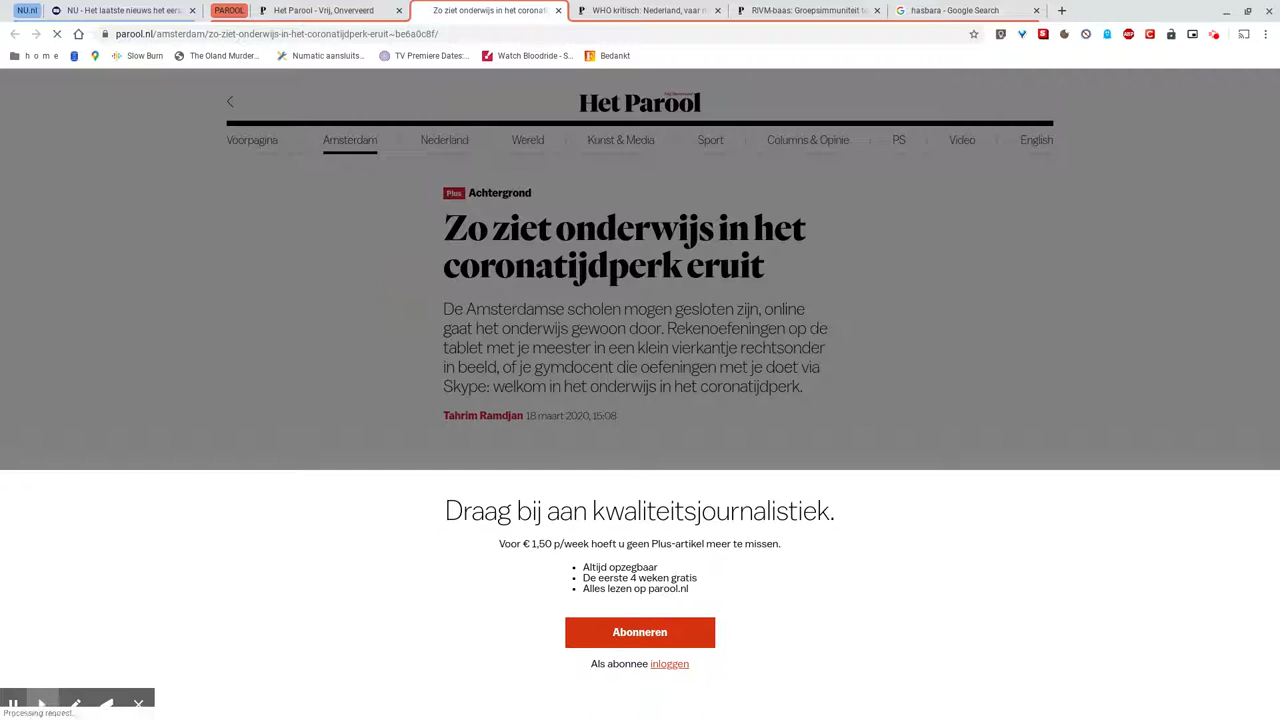 NU.nl
NU - Het laatste nieuws het eers
PAROOL
Het Parool - Vrij, Onverveerd
Zo ziet onderwijs in het coronati
WHO kritisch: Nederland, vaar n
RIVM-baas: Groepsimmuniteit te
hasbara - Google Search
parool.nl/amsterdam/zo-ziet-onderwijs-in-het-coronatijdperk-eruit~be6a0c8f/
h o m e
Slow Burn
The Oland Murder...
Numatic aansluits...
TV Premiere Dates:...
Watch Bloodride - S...
Bedankt
Het Parool
Voorpagina
Amsterdam
Nederland
Wereld
Kunst & Media
Sport
Columns & Opinie
PS
Video
English
Plus Achtergrond
Zo ziet onderwijs in het
coronatijdperk eruit
De Amsterdamse scholen mogen gesloten zijn, online
gaat het onderwijs gewoon door. Rekenoefeningen op de
tablet met je meester in een klein vierkantje rechtsonder
in beeld, of je gymdocent die oefeningen met je doet via
Skype: welkom in het onderwijs in het coronatijdperk.
Tahrim Ramdjan 18 maart 2020, 15:08
Draag bij aan kwaliteitsjournalistiek.
Voor € 1,50 p/week hoeft u geen Plus-artikel meer te missen.
Altijd opzegbaar
De eerste 4 weken gratis
Alles lezen op parool.nl
Abonneren
Als abonnee inloggen
Processing request...